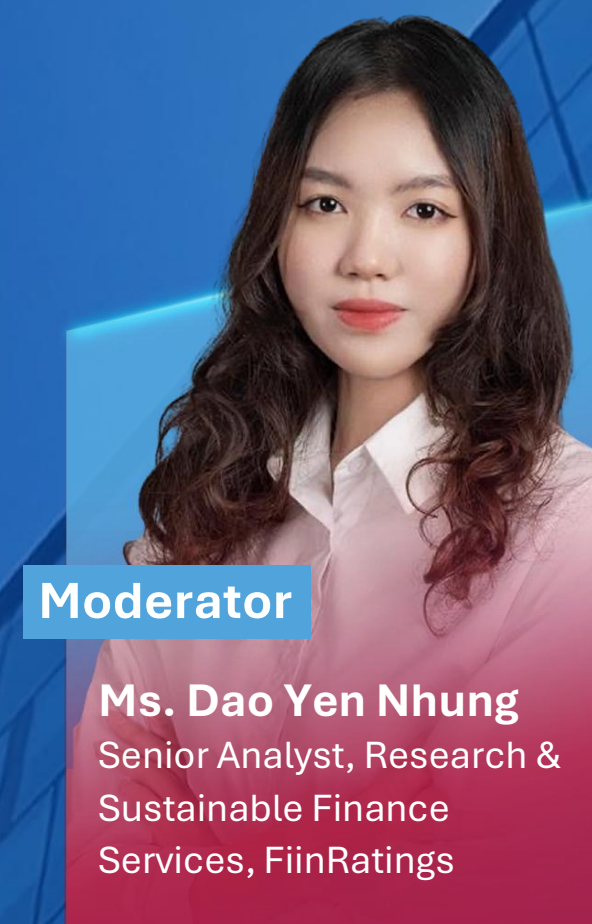 Moderator
Ms. Dao Yen Nhung
Senior Analyst, Research &
Sustainable Finance
Services, FiinRatings